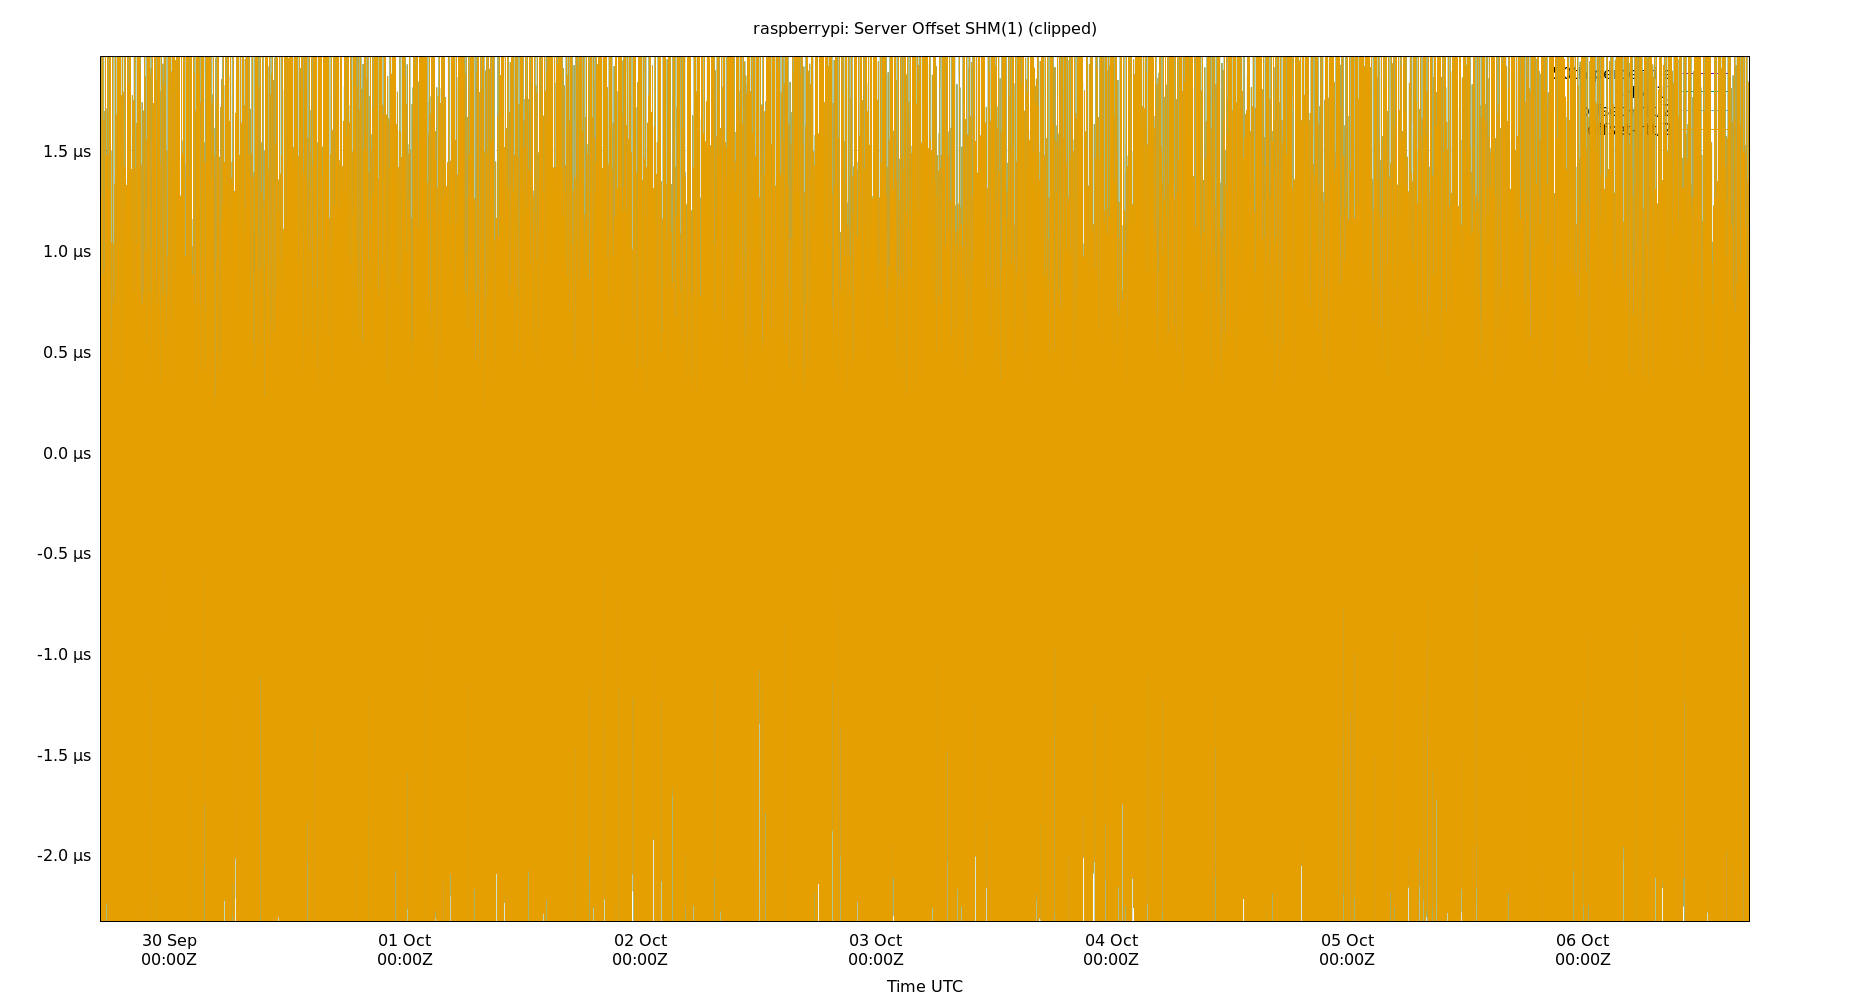 raspberrypi: Server Offset SHM(1) (clipped)
1.5 µs
1.0 µs
0.5 µs
0.0 µs
-0.5 µs
-1.0 µs
-1.5 µs
-2.0 µs
30 Sep 01 Oct 02 Oct 03 Oct 04 Oct 05 Oct 06 Oct
00:00Z 00:00Z 00:00Z 00:00Z 00:00Z 00:00Z 00:00Z
Time UTC